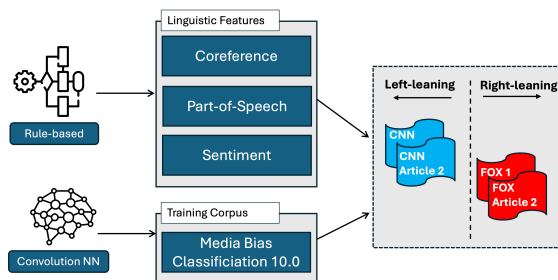 Linguistic Features
Coreference
Part-of-Speech
Sentiment
Rule-based
Training Corpus
Media Bias
Classificiation 10.0
Convolution NN
Left-leaning
Right-leaning
CNN
CNN
Article 2
FOX 1
FOX
Article 2